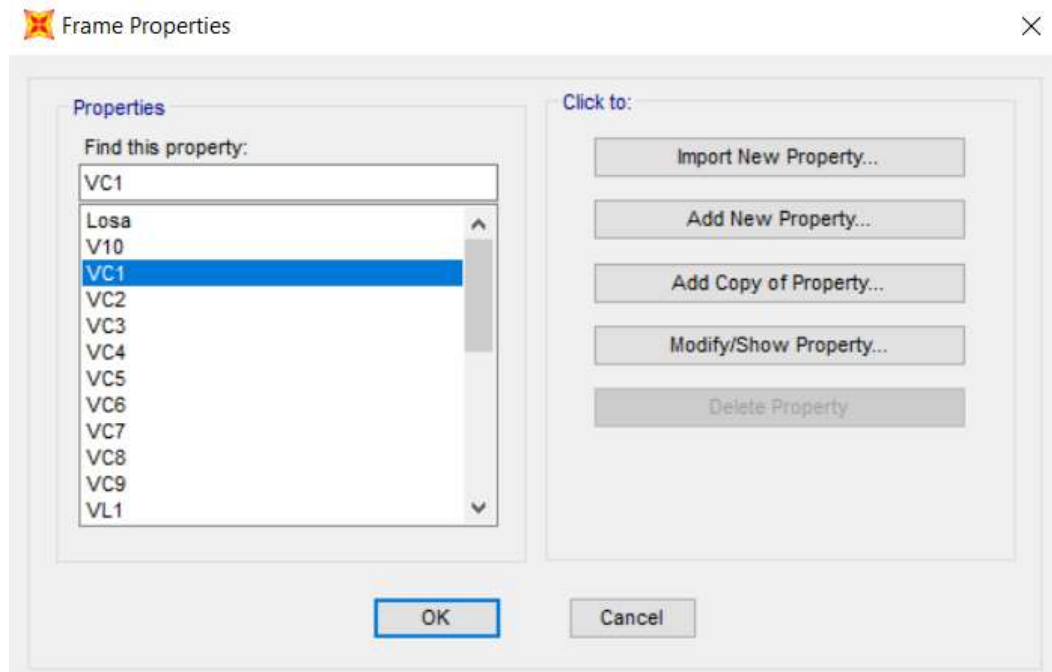 Frame Properties
Properties
Find this property:
VC1
Losa
V10
VC1
VC2
VC3
VC4
VC5
VC6
VC7
VC8
VC9
VL1
Click to:
Import New Property...
Add New Property...
Add Copy of Property...
Modify/Show Property...
Delete Property
OK
Cancel